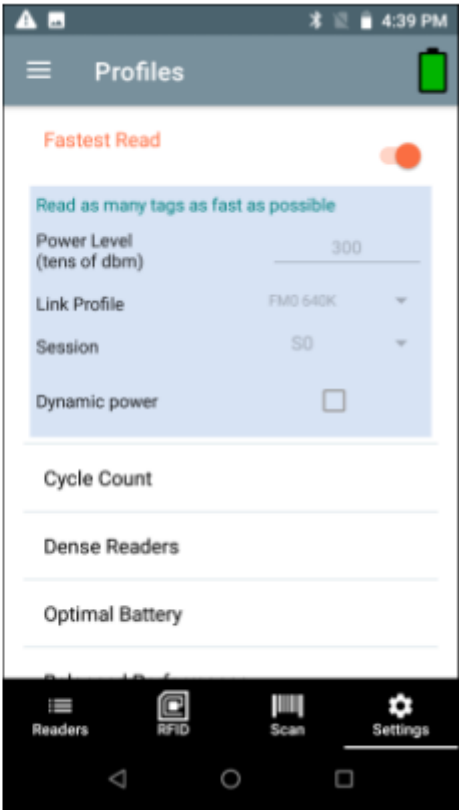 4:39 PM
Profiles
Fastest Read
Read as many tags as fast as possible
Power Level
(tens of dbm)
300
Link Profile
FM0 640K
Session
S0
Dynamic power
Cycle Count
Dense Readers
Optimal Battery
Readers
RFID
Scan
Settings